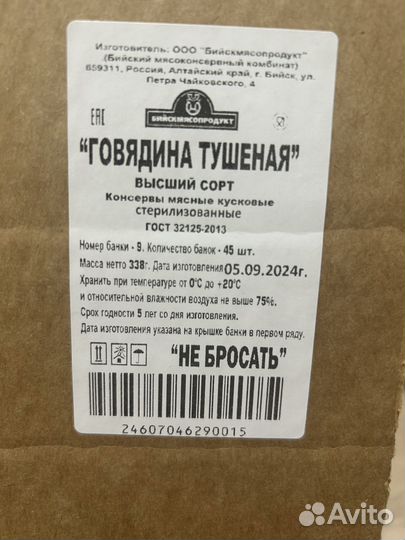 Изготовитель: ООО "Бийскмясопродукт"
(Бийский мясоконсервный комбинат)
659311, Россия, Алтайский край, г. Бийск, ул.
Петра Чайковского, 4
ЕАС
БИЙСКМЯСОПРОДУКТ
"ГОВЯДИНА ТУШЕНАЯ"
ВЫСШИЙ СОРТ
Консервы мясные кусковые
стерилизованные
ГОСТ 32125-2013
Номер банки - 9. Количество банок - 45 шт.
Масса нетто 338г. Дата изготовления 05.09.2024г.
Хранить при температуре от 0°С до +20°С
и относительной влажности воздуха не выше 75%.
Срок годности 5 лет со дня изготовления.
Дата изготовления указана на крышке банки в первом ряду.
"НЕ БРОСАТЬ"
24607046290015
Avito